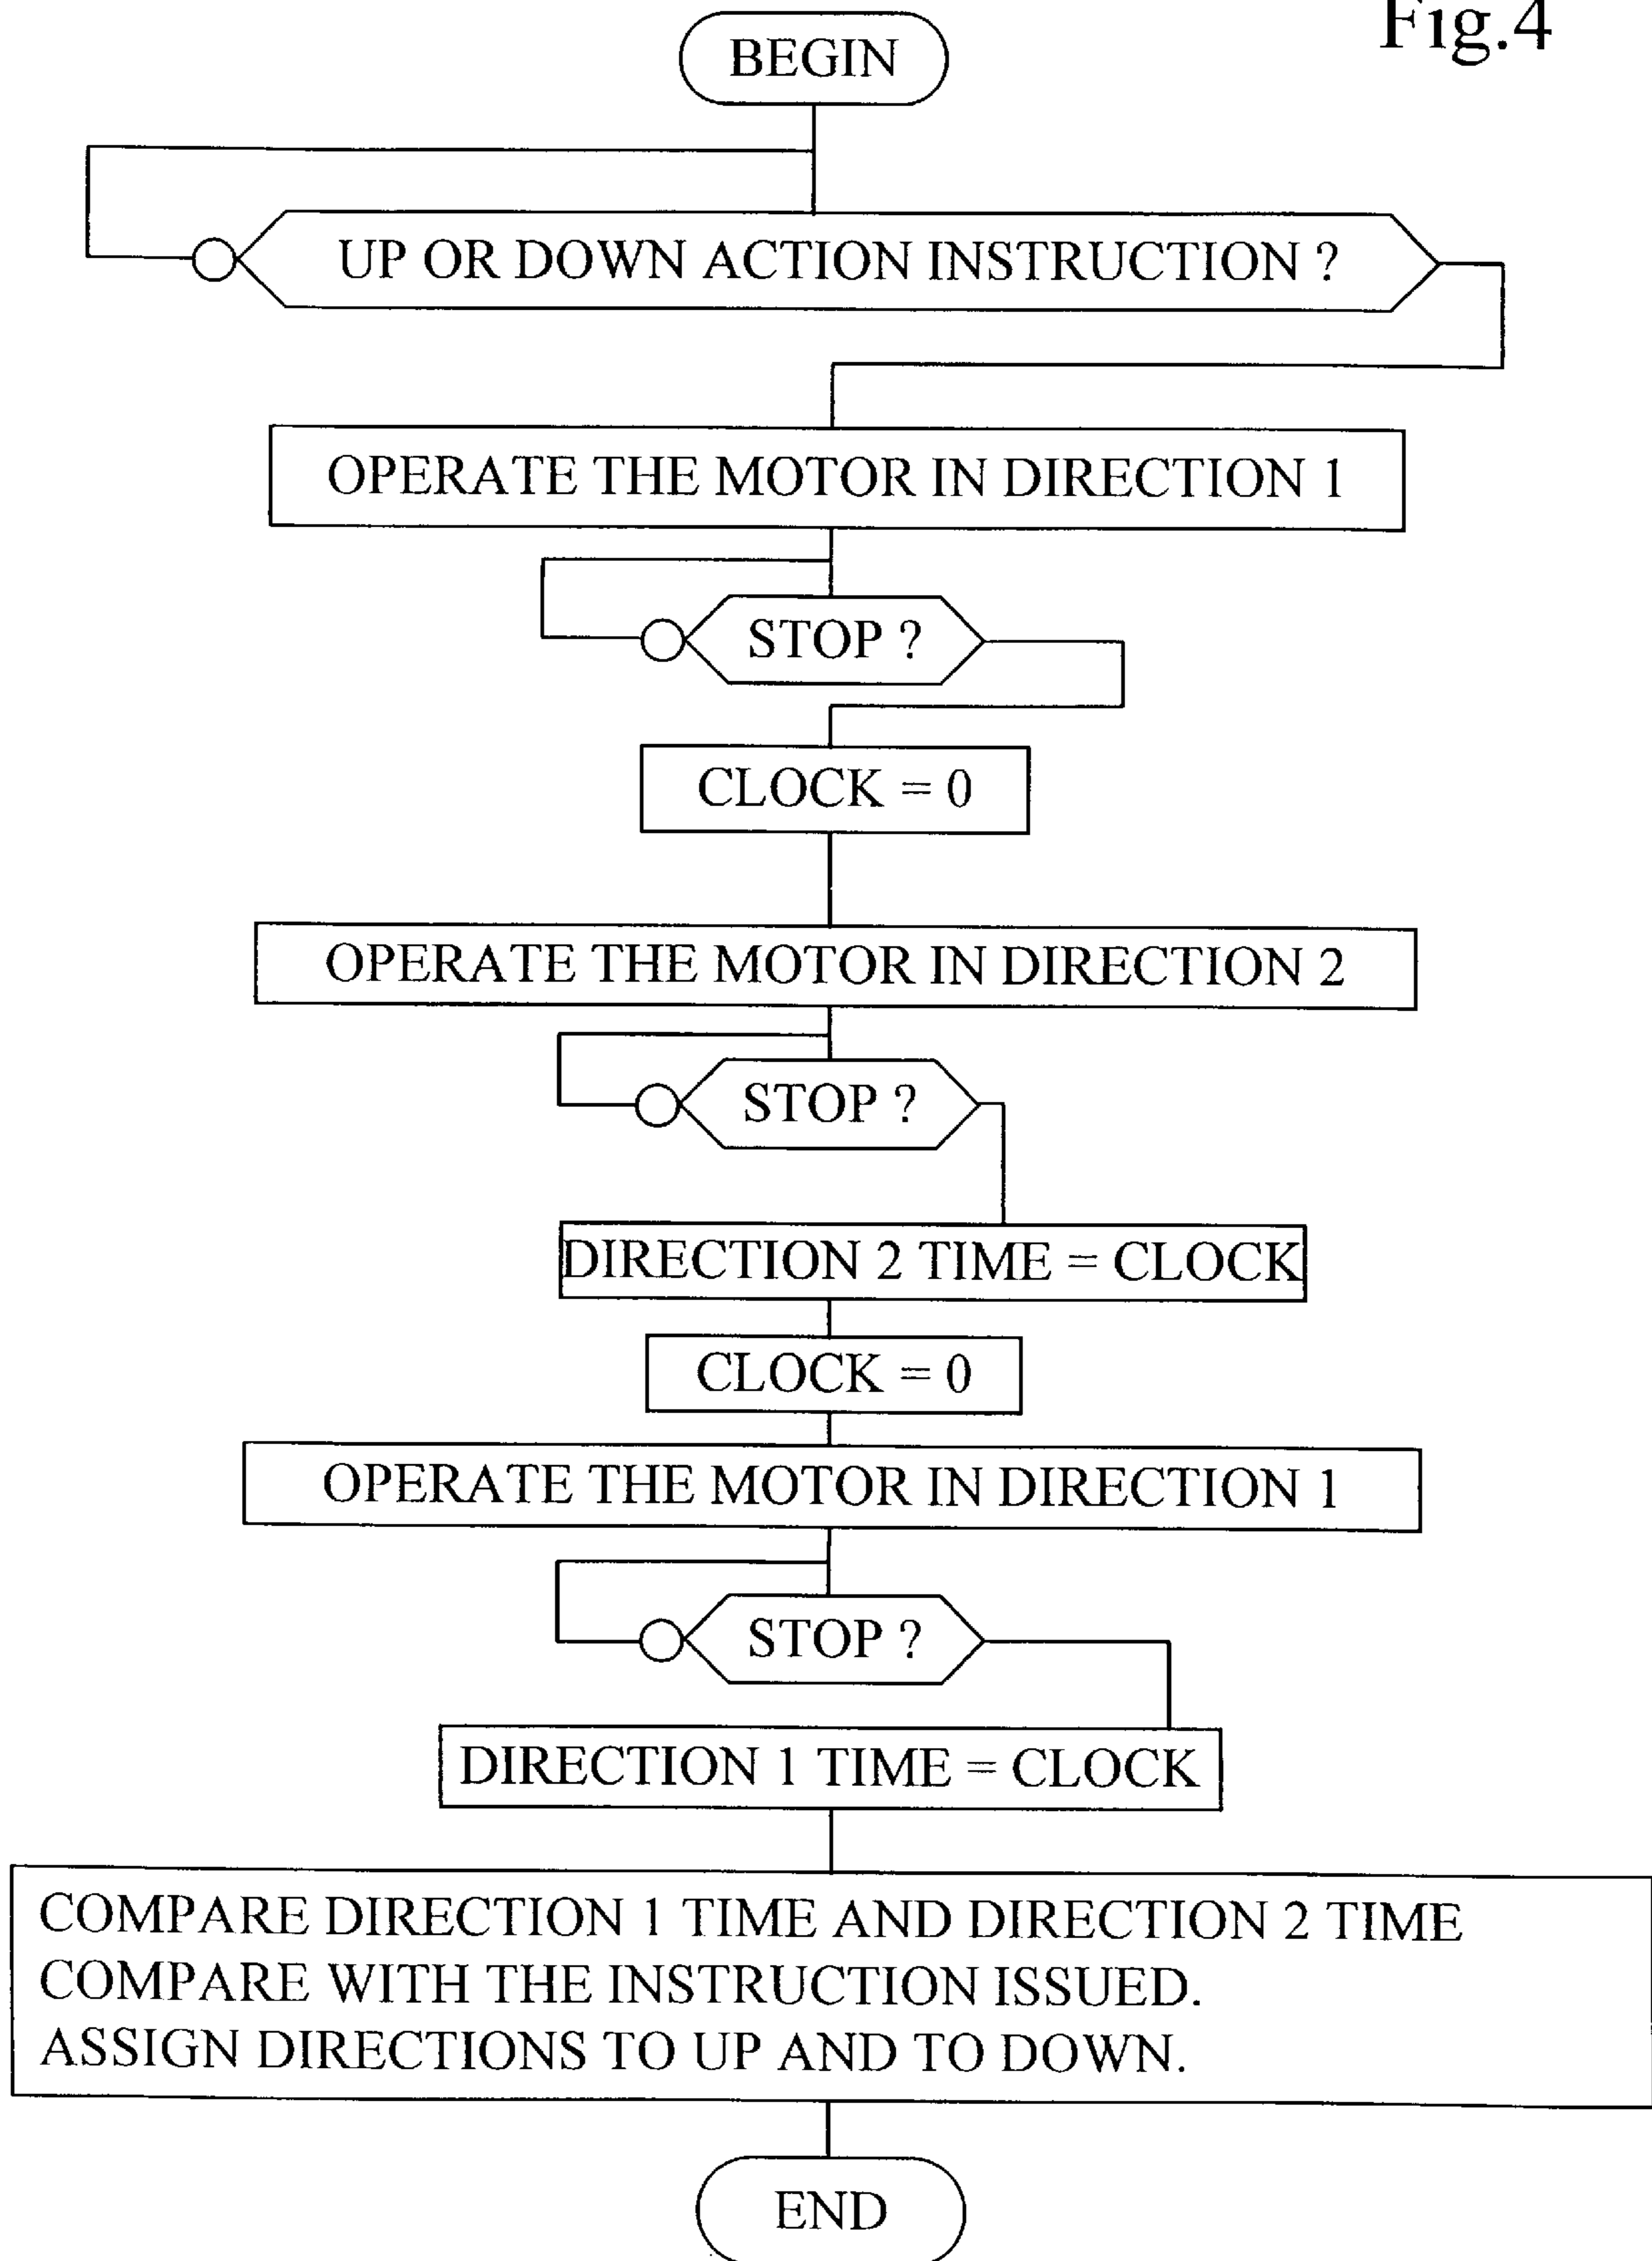 Fig.4
BEGIN
UP OR DOWN ACTION INSTRUCTION ?
OPERATE THE MOTOR IN DIRECTION 1
STOP ?
CLOCK = 0
OPERATE THE MOTOR IN DIRECTION 2
STOP ?
DIRECTION 2 TIME = CLOCK
CLOCK = 0
OPERATE THE MOTOR IN DIRECTION 1
STOP ?
DIRECTION 1 TIME = CLOCK
COMPARE DIRECTION 1 TIME AND DIRECTION 2 TIME
COMPARE WITH THE INSTRUCTION ISSUED.
ASSIGN DIRECTIONS TO UP AND TO DOWN.
END